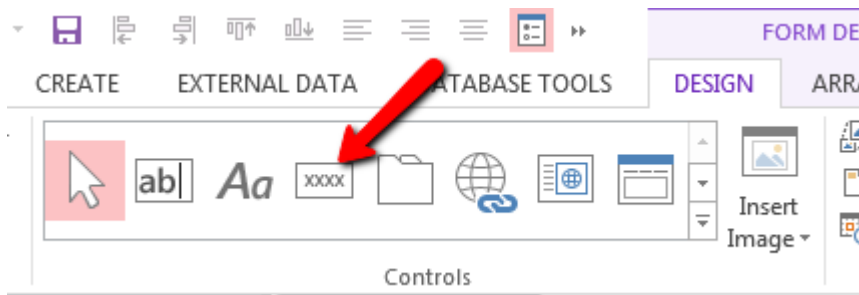 FORM DE
CREATE EXTERNAL DATA ATABASE TOOLS DESIGN ARRA
ab Aa xxxx
Insert
Image
Controls